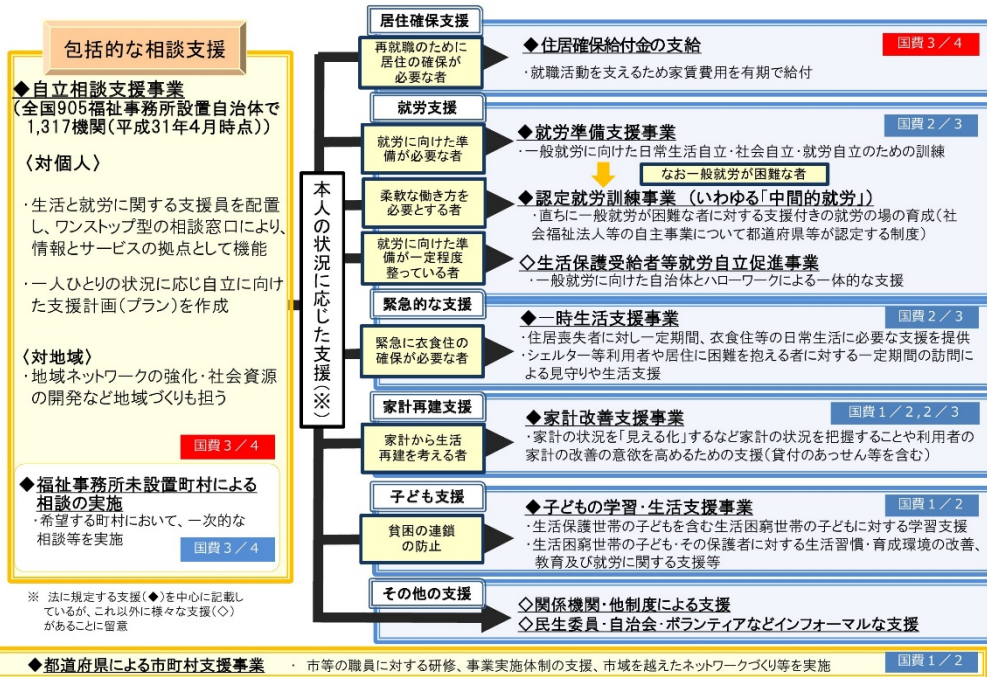 包括的な相談支援
◆自立相談支援事業
(全国905福祉事務所設置自治体で
1,317機関(平成31年4月時点))
〈対個人〉
・生活と就労に関する支援員を配置
し、ワンストップ型の相談窓口により、
情報とサービスの拠点として機能
・一人ひとりの状況に応じ自立に向け
た支援計画(プラン)を作成
〈対地域〉
・地域ネットワークの強化・社会資源
の開発など地域づくりも担う
国費3/4
◆福祉事務所未設置町村による
相談の実施
・希望する町村において、一次的な
相談等を実施
国費3/4
※ 法に規定する支援(◆)を中心に記載し
ているが、これ以外に様々な支援(◇)
があることに留意
本人の状況に応じた支援(※)
居住確保支援
再就職のために
居住の確保が
必要な者
◆住居確保給付金の支給
国費3/4
・就職活動を支えるため家賃費用を有期で給付
就労支援
就労に向けた準
備が必要な者
◆就労準備支援事業
国費2/3
・一般就労に向けた日常生活自立・社会自立・就労自立のための訓練
なお一般就労が困難な者
柔軟な働き方を
必要とする者
◆認定就労訓練事業 (いわゆる「中間的就労」)
・直ちに一般就労が困難な者に対する支援付きの就労の場の育成(社
会福祉法人等の自主事業について都道府県等が認定する制度)
就労に向けた準
備が一定程度
整っている者
◇生活保護受給者等就労自立促進事業
・一般就労に向けた自治体とハローワークによる一体的な支援
緊急的な支援
緊急に衣食住の
確保が必要な者
◆一時生活支援事業
国費2/3
・住居喪失者に対し一定期間、衣食住等の日常生活に必要な支援を提供
・シェルター等利用者や居住に困難を抱える者に対する一定期間の訪問に
よる見守りや生活支援
家計再建支援
家計から生活
再建を考える者
◆家計改善支援事業
国費1/2,2/3
・家計の状況を「見える化」するなど家計の状況を把握することや利用者の
家計の改善の意欲を高めるための支援(貸付のあっせん等を含む)
子ども支援
貧困の連鎖
の防止
◆子どもの学習・生活支援事業
国費1/2
・生活保護世帯の子どもを含む生活困窮世帯の子どもに対する学習支援
・生活困窮世帯の子ども・その保護者に対する生活習慣・育成環境の改善、
教育及び就労に関する支援等
その他の支援
◇関係機関・他制度による支援
◇民生委員・自治会・ボランティアなどインフォーマルな支援
◆都道府県による市町村支援事業 ・ 市等の職員に対する研修、事業実施体制の支援、市域を越えたネットワークづくり等を実施
国費1/2